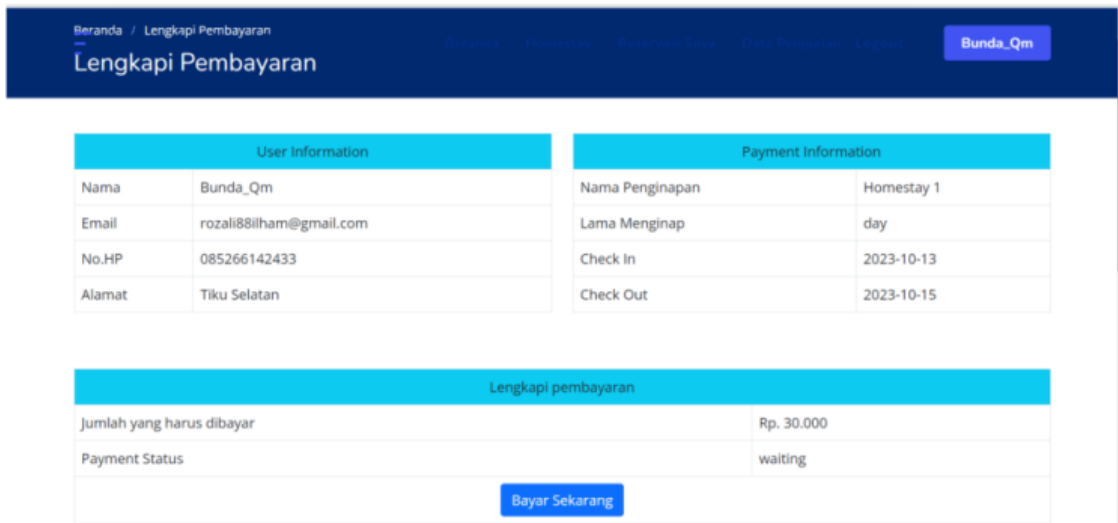 Beranda / Lengkapi Pembayaran
Lengkapi Pembayaran
Bunda_Qm
User Information
Nama Bunda_Qm
Email rozali88ilham@gmail.com
No.HP 085266142433
Alamat Tiku Selatan
Payment Information
Nama Penginapan Homestay 1
Lama Menginap day
Check In 2023-10-13
Check Out 2023-10-15
Lengkapi pembayaran
Jumlah yang harus dibayar Rp. 30.000
Payment Status waiting
Bayar Sekarang